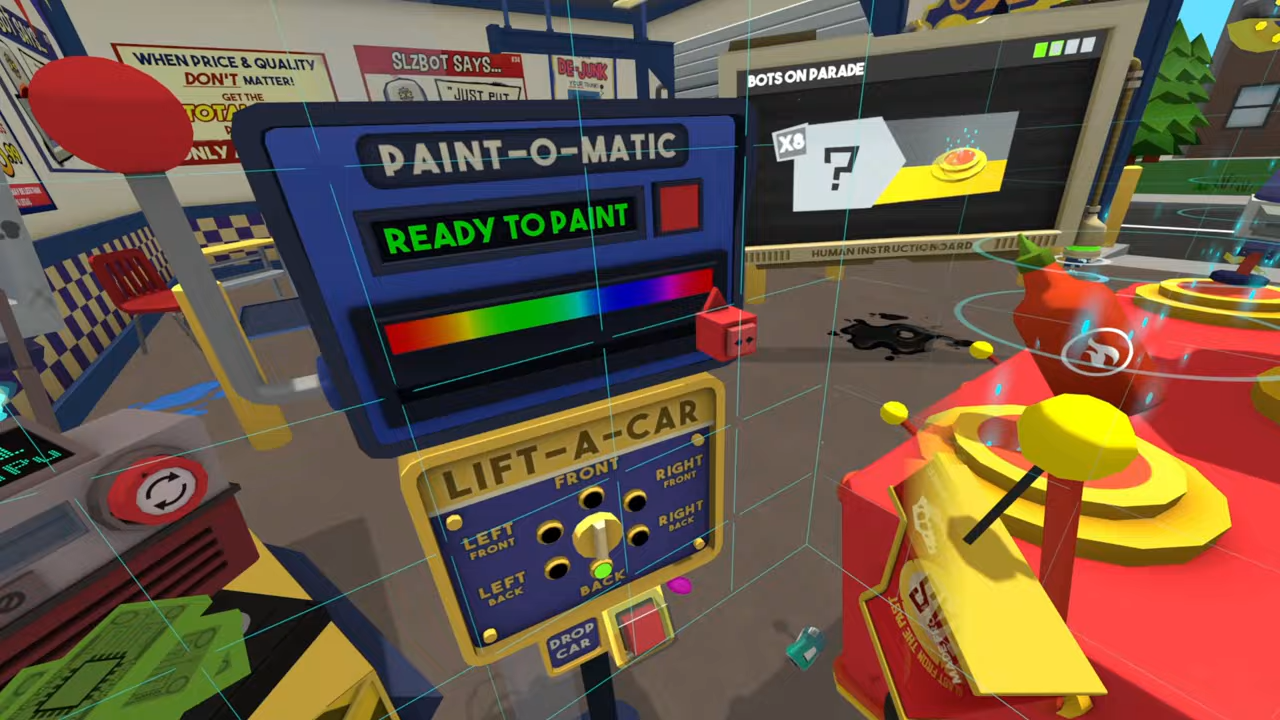 WHEN PRICE & QUALITY
DON'T MATTER!
GET THE
SLZBOT SAYS...
"JUST PUT
BE-JUNK
BOTS ON PARADE
X8
?
HUMAN INSTRUCTION BOARD
PAINT-O-MATIC
READY TO PAINT
LIFT-A-CAR
FRONT
RIGHT
FRONT
LEFT
FRONT
RIGHT
BACK
LEFT
BACK
BACK
DROP
CAR